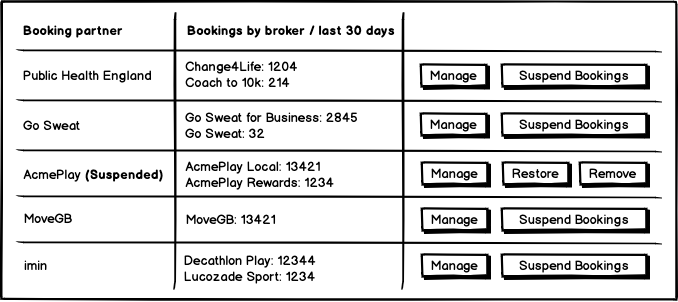 Booking partner
Bookings by broker / last 30 days
Public Health England
Change4Life: 1204
Coach to 10k: 214
Manage
Suspend Bookings
Go Sweat
Go Sweat for Business: 2845
Go Sweat: 32
Manage
Suspend Bookings
AcmePlay (Suspended)
AcmePlay Local: 13421
AcmePlay Rewards: 1234
Manage
Restore
Remove
MoveGB
MoveGB: 13421
Manage
Suspend Bookings
imin
Decathlon Play: 12344
Lucozade Sport: 1234
Manage
Suspend Bookings